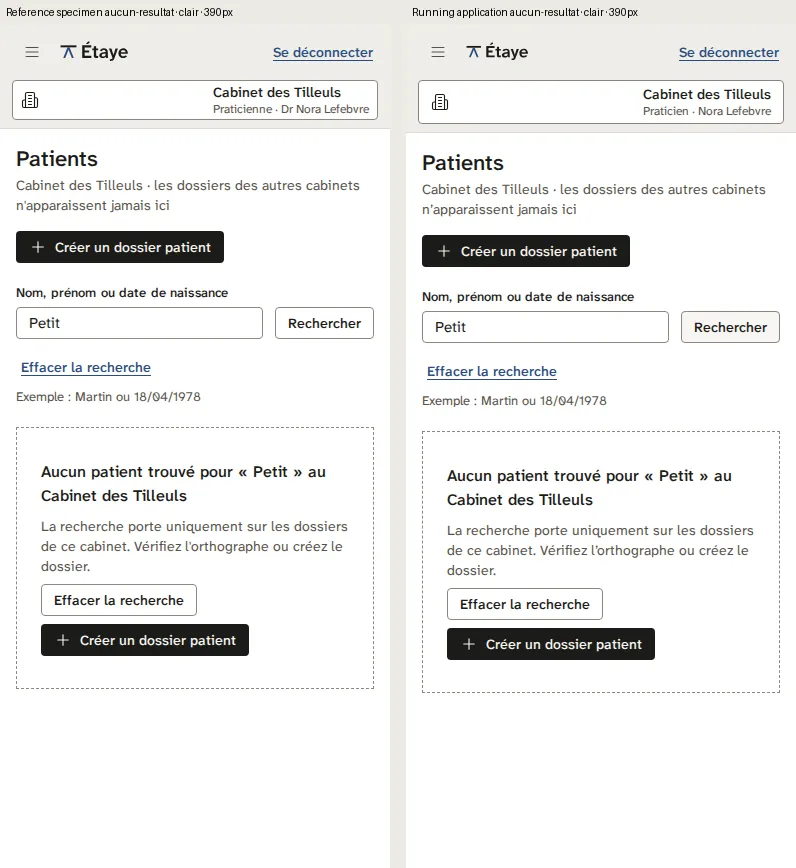 Reference specimen aucun-resultat · clair · 390px
Étaye
Se déconnecter
Cabinet des Tilleuls
Praticienne · Dr Nora Lefebvre
Patients
Cabinet des Tilleuls · les dossiers des autres cabinets
n'apparaissent jamais ici
Créer un dossier patient
Nom, prénom ou date de naissance
Petit
Rechercher
Effacer la recherche
Exemple : Martin ou 18/04/1978
Aucun patient trouvé pour « Petit » au
Cabinet des Tilleuls
La recherche porte uniquement sur les dossiers
de ce cabinet. Vérifiez l'orthographe ou créez le
dossier.
Effacer la recherche
Créer un dossier patient
Running application aucun-resultat · clair · 390px
Étaye
Se déconnecter
Cabinet des Tilleuls
Praticien · Nora Lefebvre
Patients
Cabinet des Tilleuls · les dossiers des autres cabinets
n’apparaissent jamais ici
Créer un dossier patient
Nom, prénom ou date de naissance
Petit
Rechercher
Effacer la recherche
Exemple : Martin ou 18/04/1978
Aucun patient trouvé pour « Petit » au
Cabinet des Tilleuls
La recherche porte uniquement sur les dossiers
de ce cabinet. Vérifiez l’orthographe ou créez le
dossier.
Effacer la recherche
Créer un dossier patient